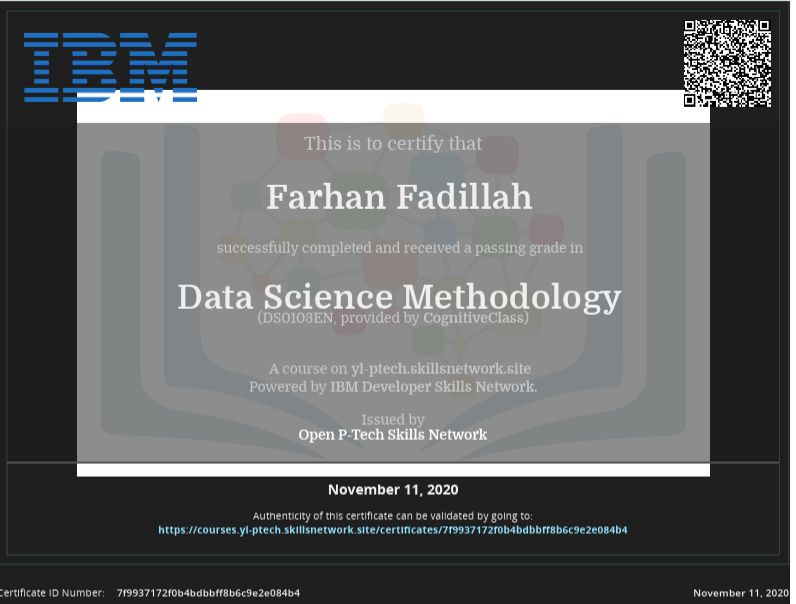 IBM
This is to certify that
Farhan Fadillah
successfully completed and received a passing grade in
Data Science Methodology
(DS0103EN, provided by CognitiveClass)
A course on yl-ptech.skillsnetwork.site
Powered by IBM Developer Skills Network.
Issued by
Open P-Tech Skills Network
November 11, 2020
Authenticity of this certificate can be validated by going to:
https://courses.yl-ptech.skillsnetwork.site/certificates/7f9937172f0b4bdbbff8b6c9e2e084b4
Certificate ID Number: 7f9937172f0b4bdbbff8b6c9e2e084b4 November 11, 2020